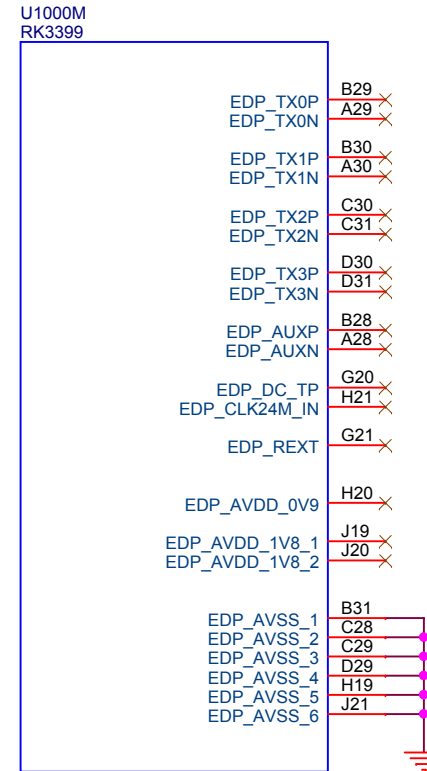 U1000M
RK3399
EDP_TX0P B29
EDP_TX0N A29
EDP_TX1P B30
EDP_TX1N A30
EDP_TX2P C30
EDP_TX2N C31
EDP_TX3P D30
EDP_TX3N D31
EDP_AUXP B28
EDP_AUXN A28
EDP_DC_TP G20
EDP_CLK24M_IN H21
EDP_REXT G21
EDP_AVDD_0V9 H20
EDP_AVDD_1V8_1 J19
EDP_AVDD_1V8_2 J20
EDP_AVSS_1 B31
EDP_AVSS_2 C28
EDP_AVSS_3 C29
EDP_AVSS_4 D29
EDP_AVSS_5 H19
EDP_AVSS_6 J21